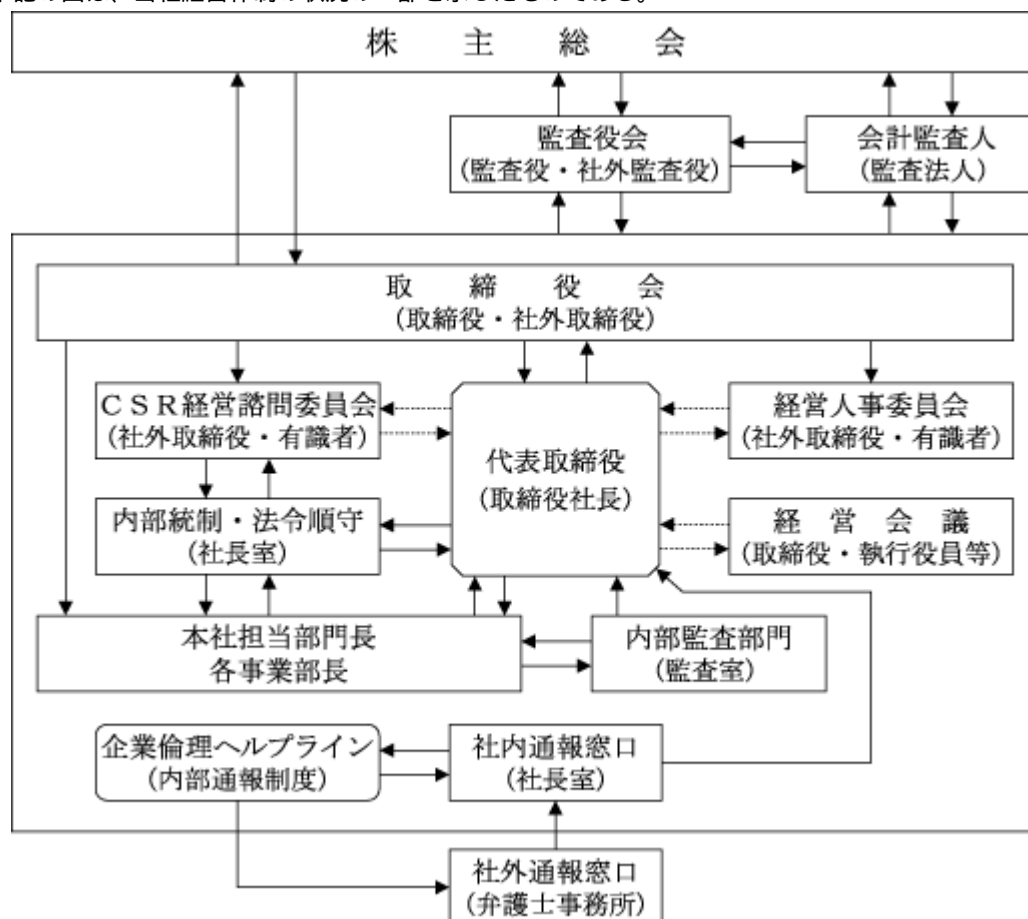 下記の図は、当社経営体制の状況の一部を示したものである。
株主総会
監査役会
(監査役・社外監査役)
会計監査人
(監査法人)
取締役会
(取締役・社外取締役)
CSR経営諮問委員会
(社外取締役・有識者)
代表取締役
(取締役社長)
経営人事委員会
(社外取締役・有識者)
内部統制・法令順守
(社長室)
経営会議
(取締役・執行役員等)
本社担当部門長
各事業部長
内部監査部門
(監査室)
企業倫理ヘルプライン
(内部通報制度)
社内通報窓口
(社長室)
社外通報窓口
(弁護士事務所)